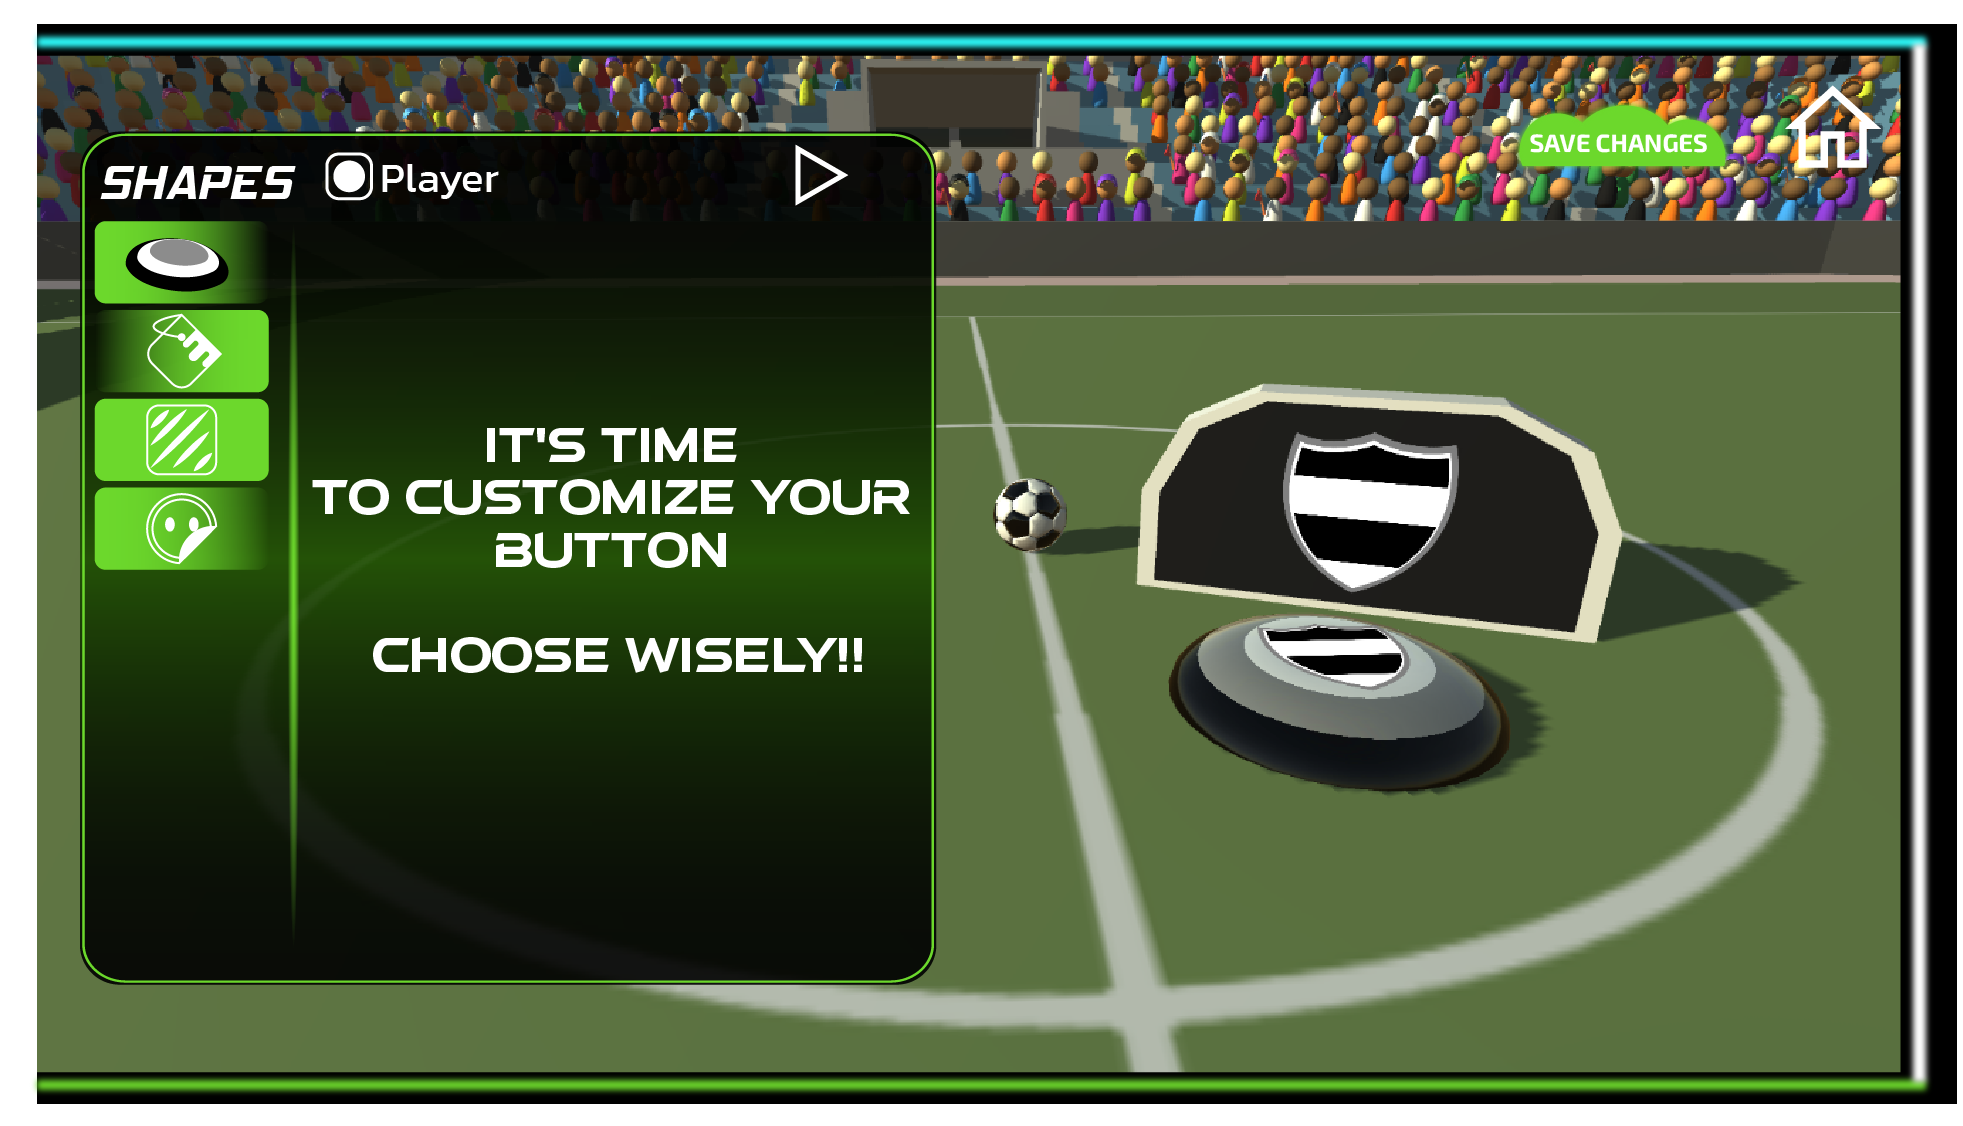 SHAPES
Player
SAVE CHANGES
IT'S TIME
TO CUSTOMIZE YOUR
BUTTON
CHOOSE WISELY!!